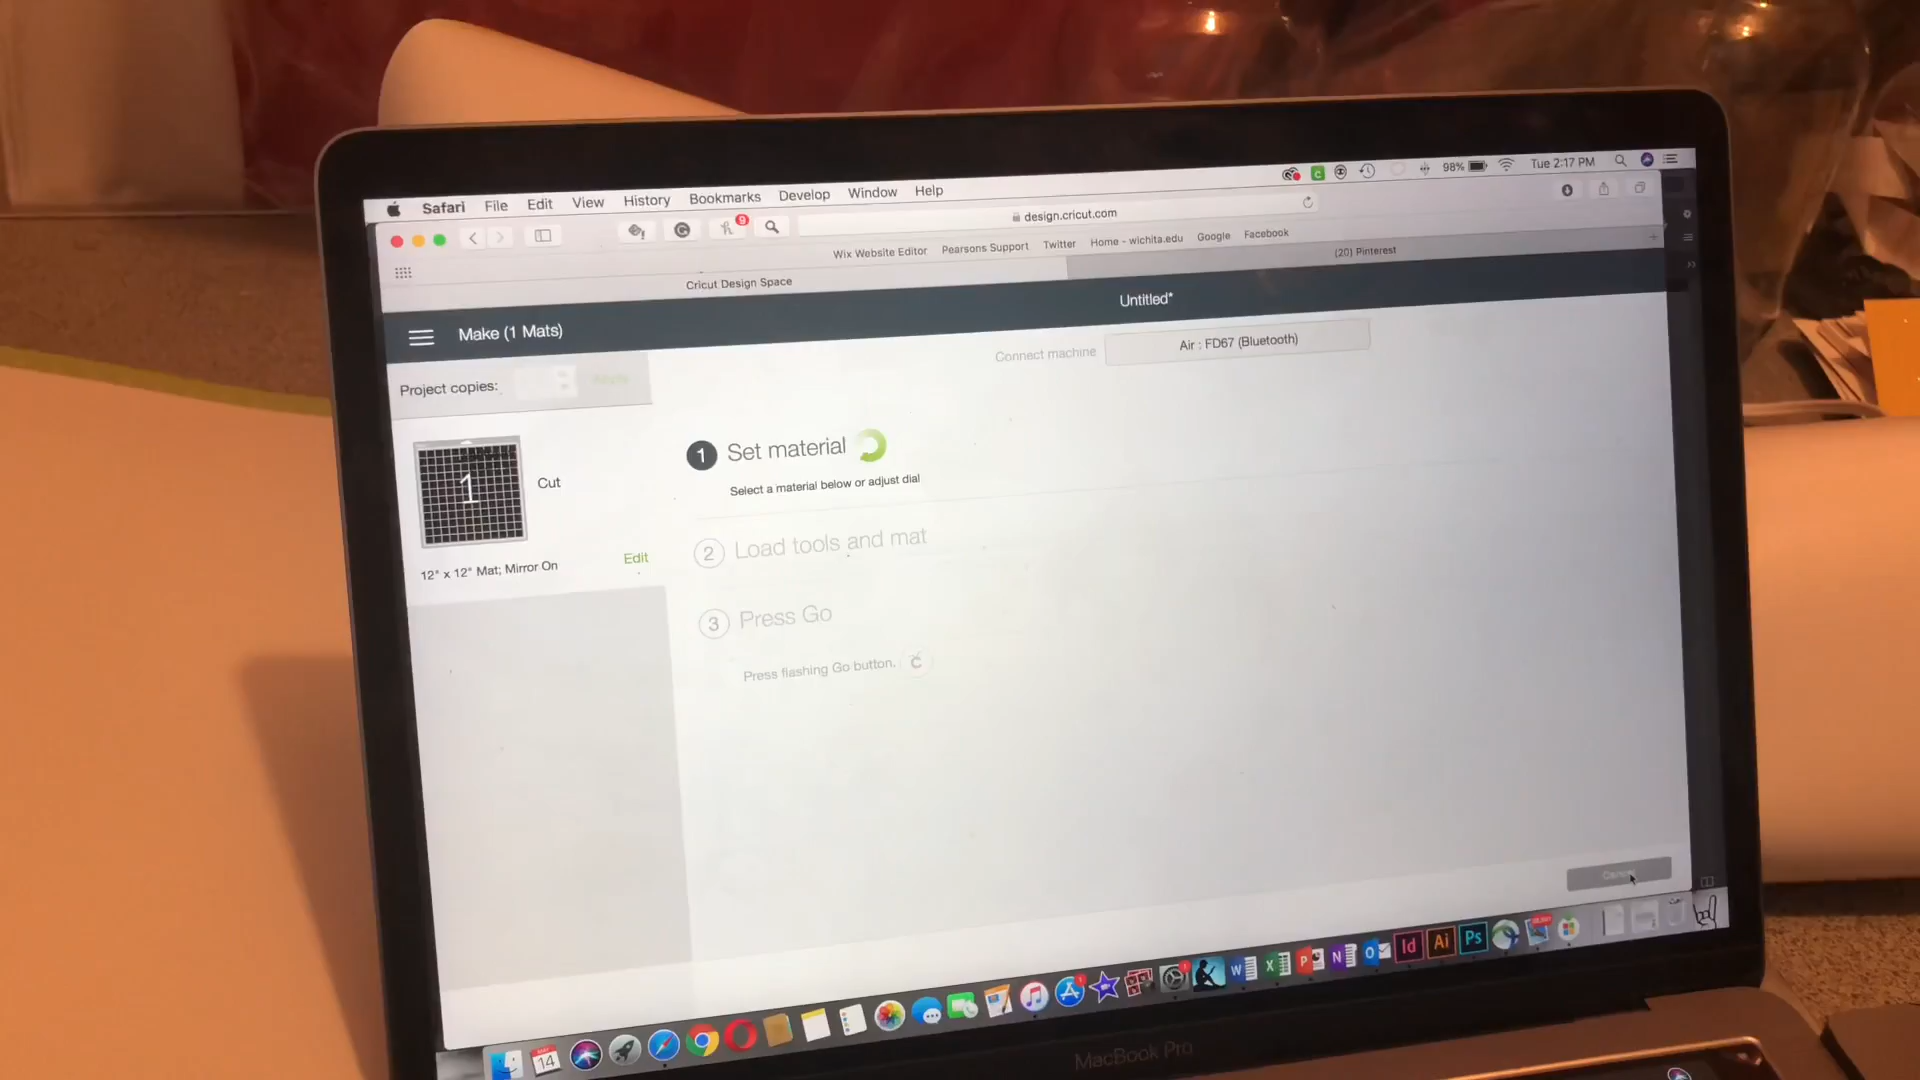 Safari File Edit View History Bookmarks Develop Window Help 98% Tue 2:17 PM
9 design.cricut.com
Wix Website Editor Pearsons Support Twitter Home - wichita.edu Google Facebook
Cricut Design Space (20) Pinterest
Make (1 Mats) Untitled*
Project copies: Connect machine Air : FD67 (Bluetooth)
1 Cut
12" x 12" Mat; Mirror On Edit
1 Set material
Select a material below or adjust dial
2 Load tools and mat
3 Press Go
Press flashing Go button. C
14 W X P N O Id Ai Ps
MacBook Pro